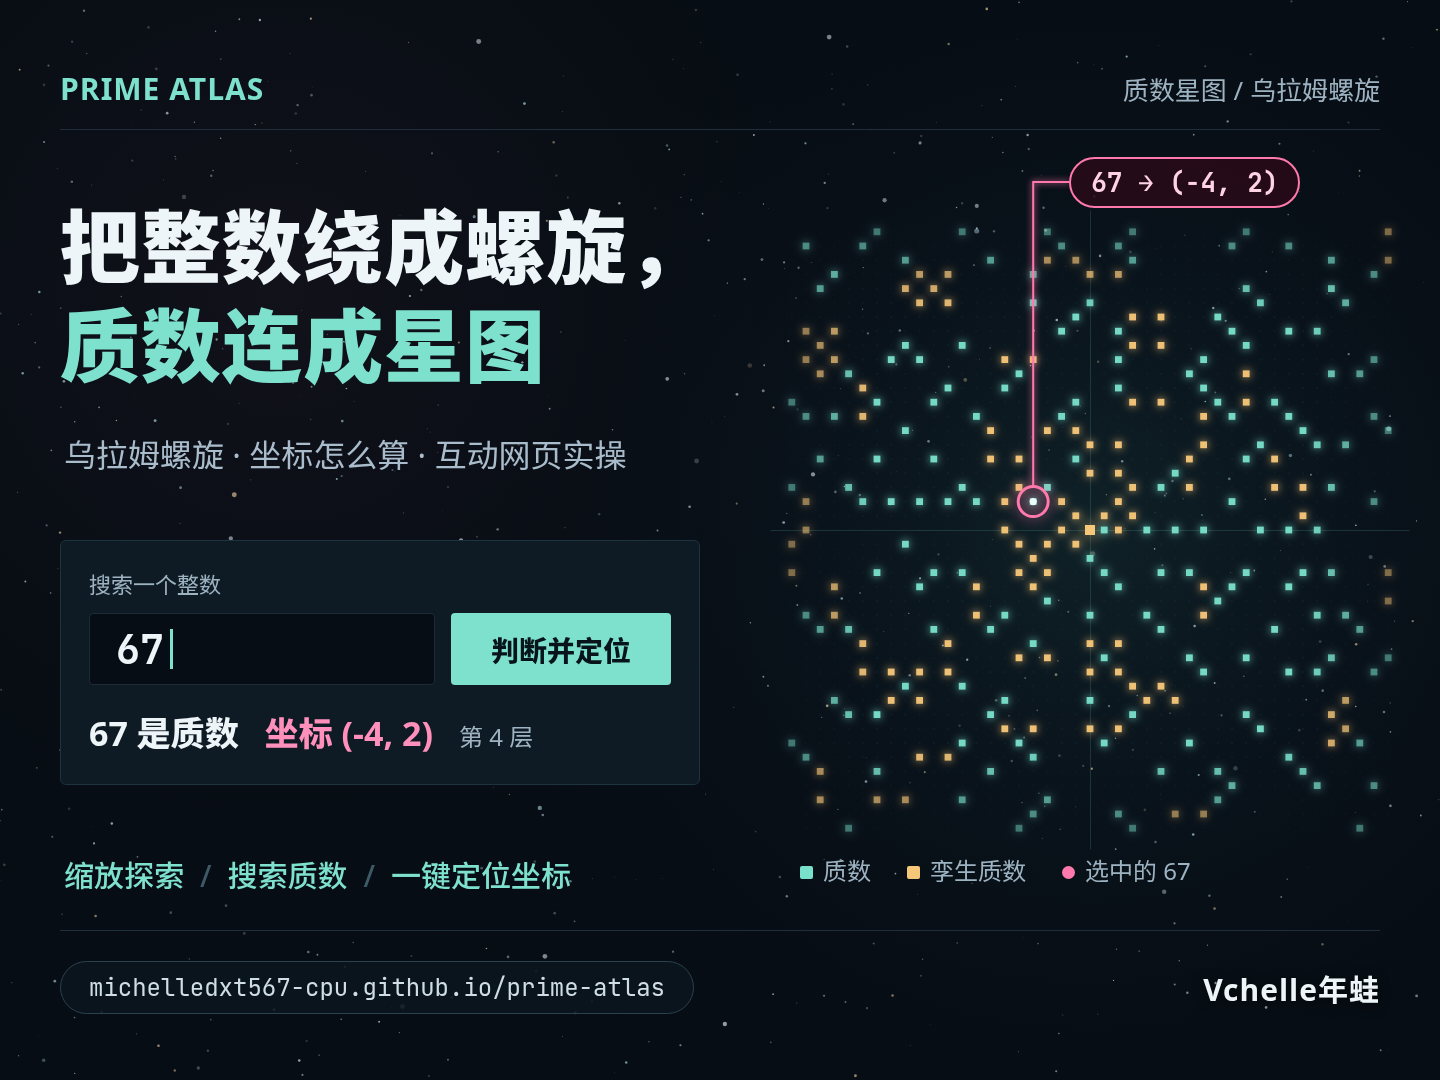 PRIME ATLAS
质数星图 / 乌拉姆螺旋
把整数绕成螺旋，
质数连成星图
乌拉姆螺旋 · 坐标怎么算 · 互动网页实操
搜索一个整数
67
判断并定位
67 是质数 坐标 (-4, 2) 第 4 层
缩放探索 / 搜索质数 / 一键定位坐标
67 → (-4, 2)
质数 孪生质数 选中的 67
michelledxt567-cpu.github.io/prime-atlas
Vchelle年蛙